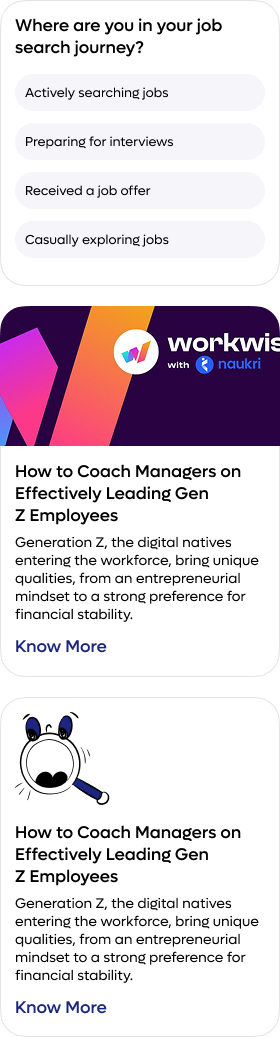 Where are you in your job
search journey?
Actively searching jobs
Preparing for interviews
Received a job offer
Casually exploring jobs
workwis
with naukri
How to Coach Managers on
Effectively Leading Gen
Z Employees
Generation Z, the digital natives
entering the workforce, bring unique
qualities, from an entrepreneurial
mindset to a strong preference for
financial stability.
Know More
How to Coach Managers on
Effectively Leading Gen
Z Employees
Generation Z, the digital natives
entering the workforce, bring unique
qualities, from an entrepreneurial
mindset to a strong preference for
financial stability.
Know More